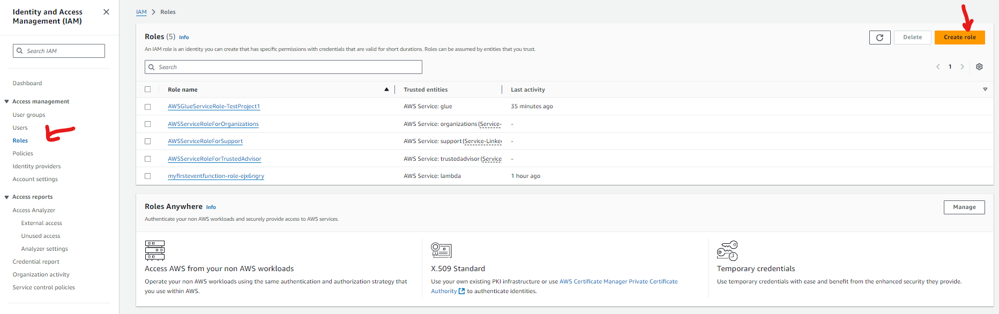 Identity and Access
Management (IAM)
Search IAM
Dashboard
Access management
User groups
Users
Roles
Policies
Identity providers
Account settings
Access reports
Access Analyzer
External access
Unused access
Analyzer settings
Credential report
Organization activity
Service control policies
IAM > Roles
Roles (5) Info
Delete
Create role
An IAM role is an identity you can create that has specific permissions with credentials that are valid for short durations. Roles can be assumed by entities that you trust.
Search
1
Role name Trusted entities Last activity
AWSGlueServiceRole-TestProject1 AWS Service: glue 35 minutes ago
AWSServiceRoleForOrganizations AWS Service: organizations (Service- -
AWSServiceRoleForSupport AWS Service: support (Service-Linke -
AWSServiceRoleForTrustedAdvisor AWS Service: trustedadvisor (Service -
myfirsteventfunction-role-ejx6ngry AWS Service: lambda 1 hour ago
Roles Anywhere Info
Manage
Authenticate your non AWS workloads and securely provide access to AWS services.
Access AWS from your non AWS workloads
Operate your non AWS workloads using the same authentication and authorization strategy that
you use within AWS.
X.509 Standard
Use your own existing PKI infrastructure or use AWS Certificate Manager Private Certificate
Authority to authenticate identities.
Temporary credentials
Use temporary credentials with ease and benefit from the enhanced security they provide.